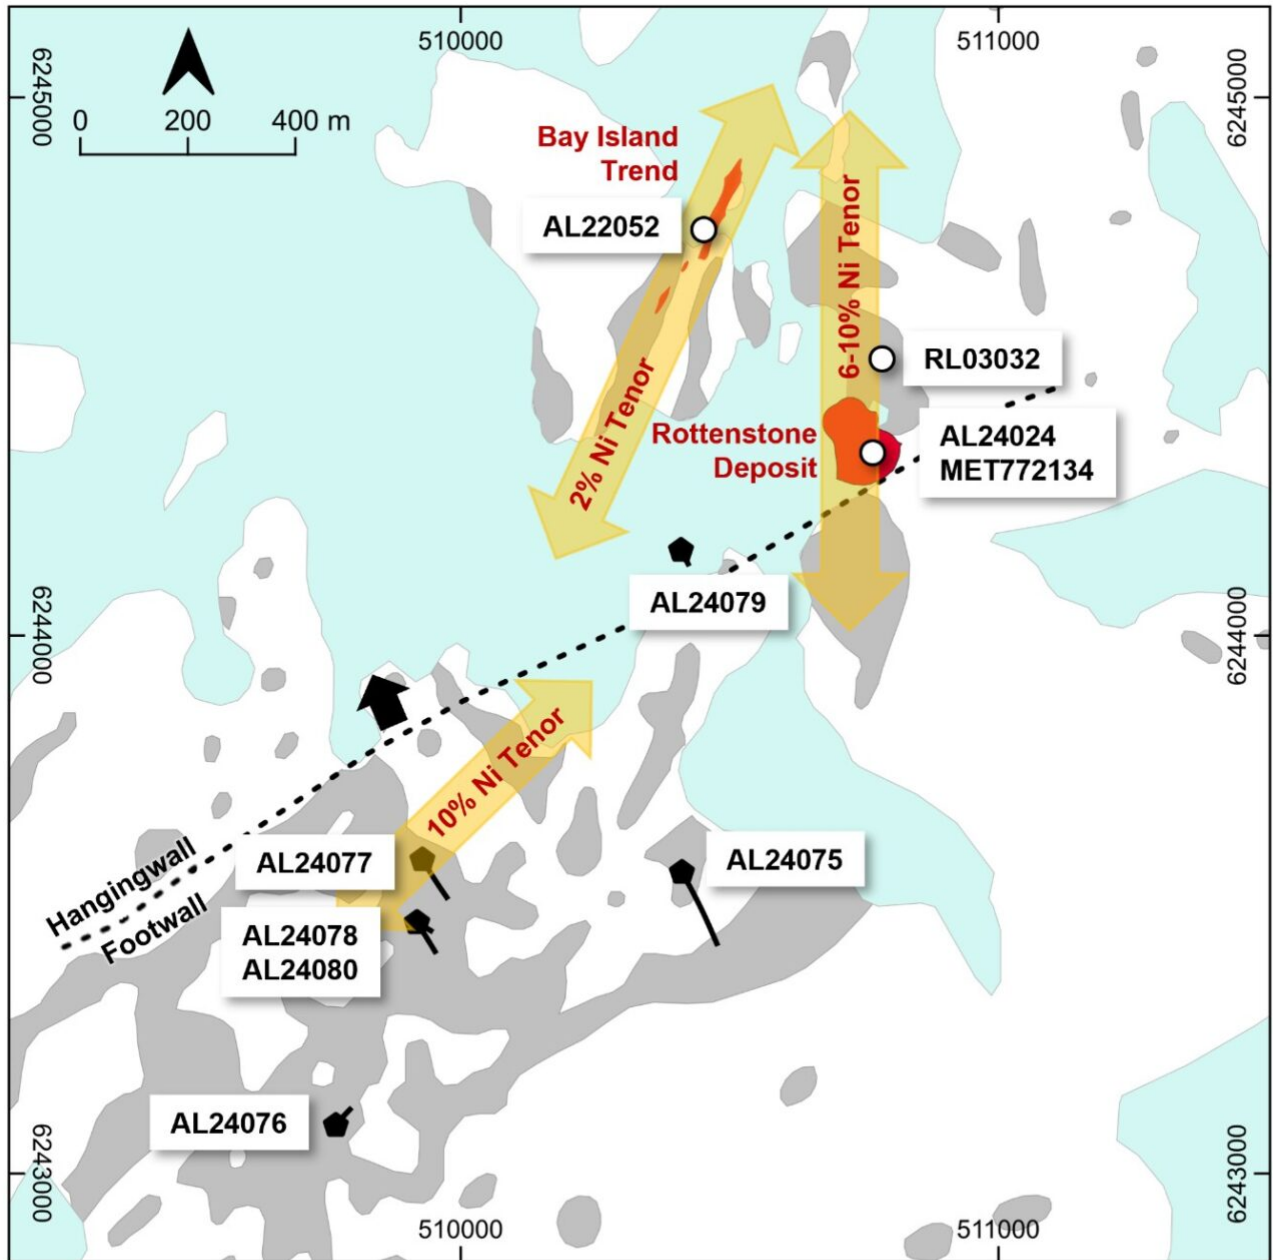 510000
511000
6245000
6245000
0 200 400 m
Bay Island
Trend
AL22052
6-10% Ni Tenor
RL03032
2% Ni Tenor
Rottenstone
Deposit
AL24024
MET772134
AL24079
6244000
6244000
10% Ni Tenor
AL24077
AL24075
Hangingwall
Footwall
AL24078
AL24080
AL24076
6243000
6243000
510000
511000